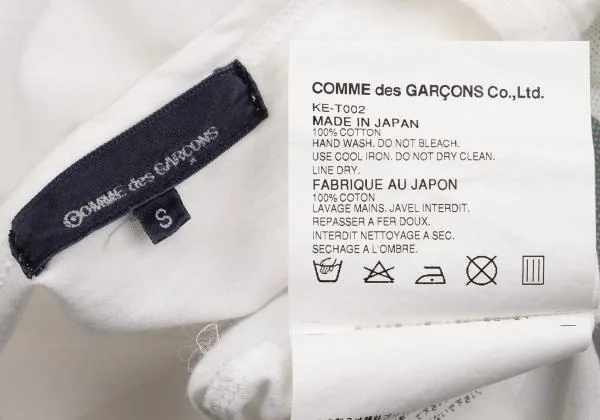 COMME des GARÇONS
S
COMME des GARÇONS Co.,Ltd.
KE-T002
MADE IN JAPAN
100% COTTON
HAND WASH. DO NOT BLEACH.
USE COOL IRON. DO NOT DRY CLEAN.
LINE DRY.
FABRIQUE AU JAPON
100% COTON
LAVAGE MAINS. JAVEL INTERDIT.
REPASSER A FER DOUX.
INTERDIT NETTOYAGE A SEC.
SECHAGE A L'OMBRE.